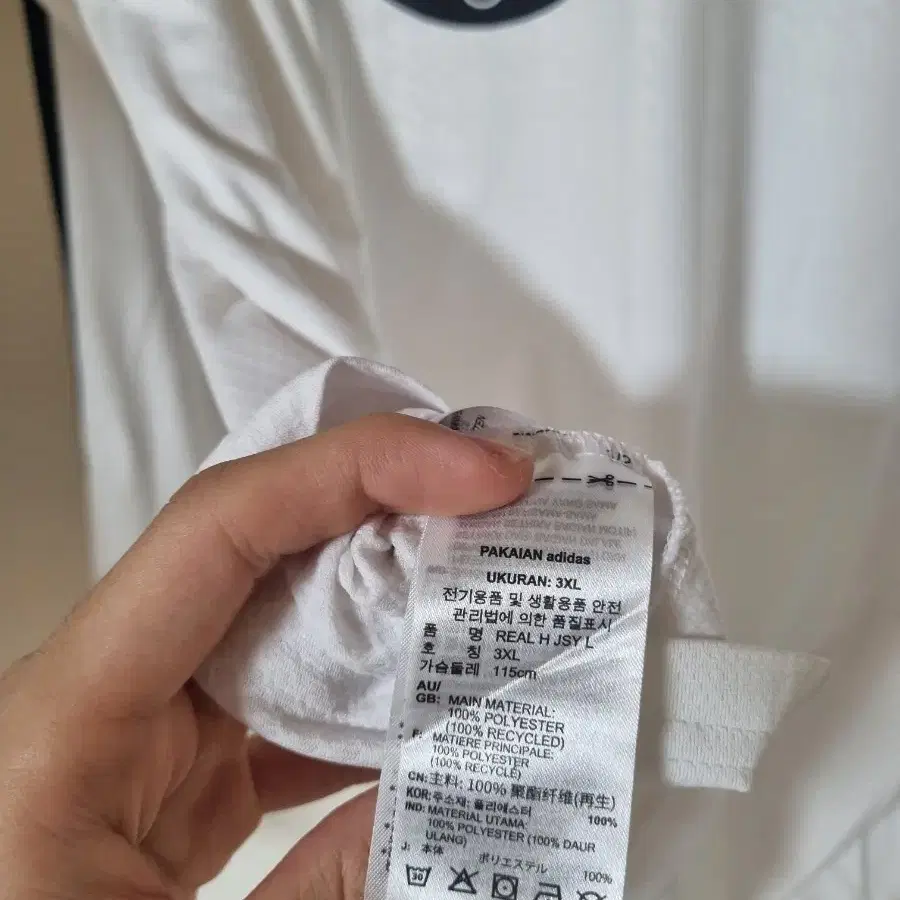 PAKAIAN adidas
UKURAN: 3XL
전기용품 및 생활용품 안전
관리법에 의한 품질표시
품 명 REAL H JSY L
호 칭 3XL
가슴둘레 115cm
AU/
GB: MAIN MATERIAL:
100% POLYESTER
(100% RECYCLED)
F: MATIERE PRINCIPALE:
100% POLYESTER
(100% RECYCLÉ)
CN: 主料: 100% 聚酯纤维(再生)
KOR: 주소재: 폴리에스터 100%
IND: MATERIAL UTAMA:
100% POLYESTER (100% DAUR
ULANG)
J: 本体
ポリエステル 100%
30